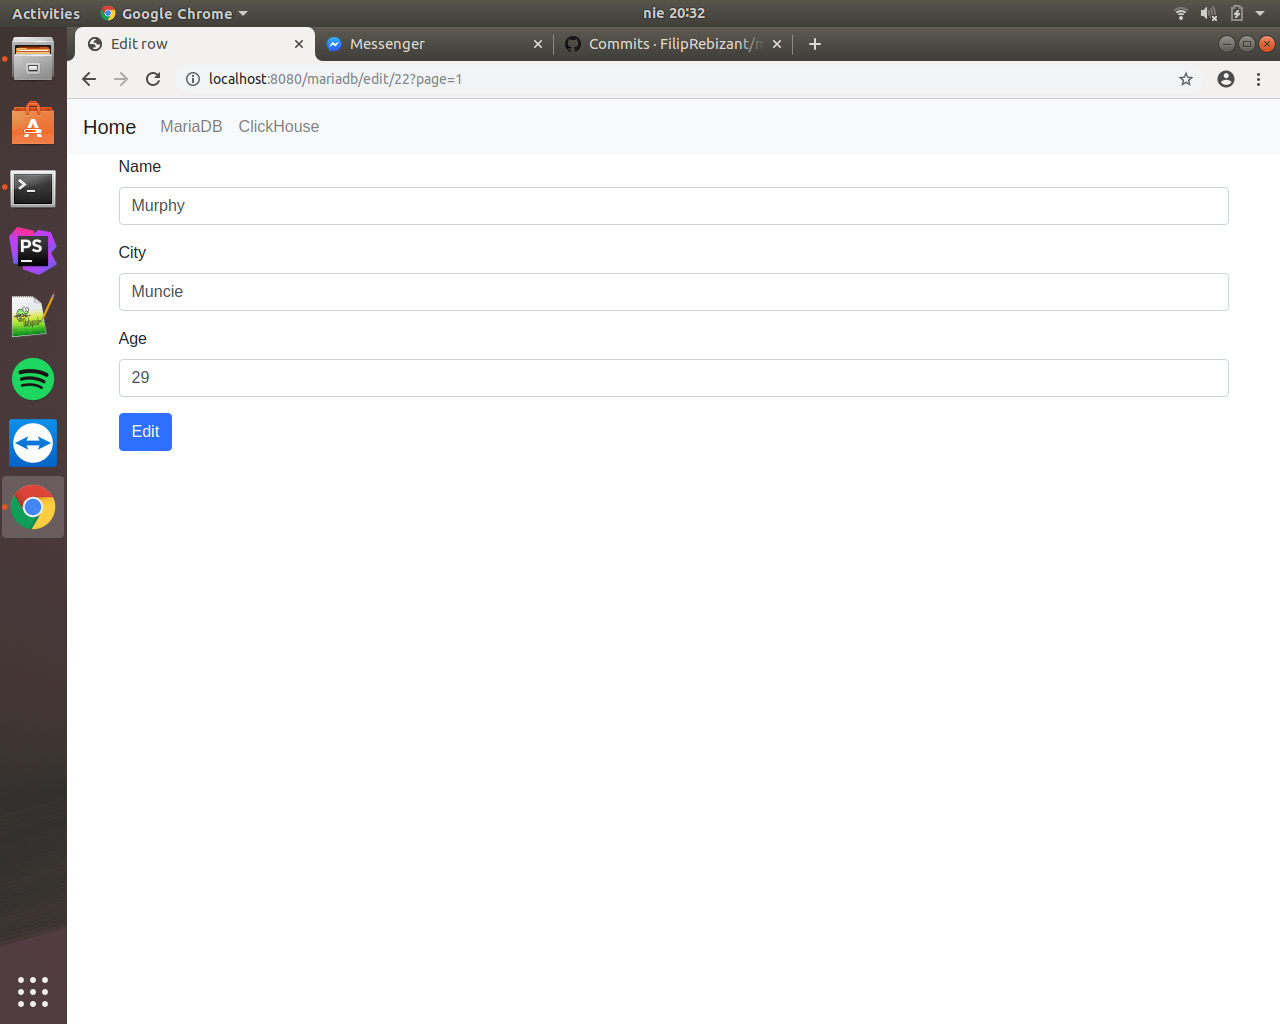 Activities Google Chrome nie 20:32
Edit row Messenger Commits · FilipRebizant/
localhost:8080/mariadb/edit/22?page=1
Home MariaDB ClickHouse
Name
Murphy
City
Muncie
Age
29
Edit
PS